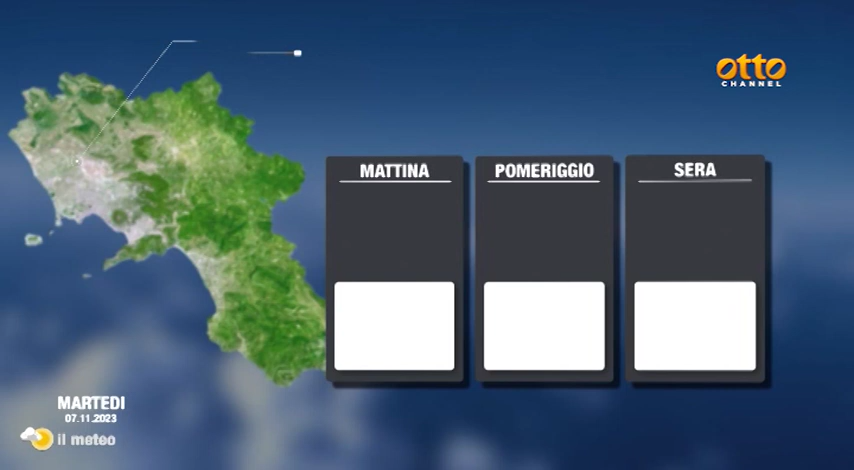 otto
CHANNEL
MATTINA
POMERIGGIO
SERA
MARTEDI
07.11.2023
il meteo